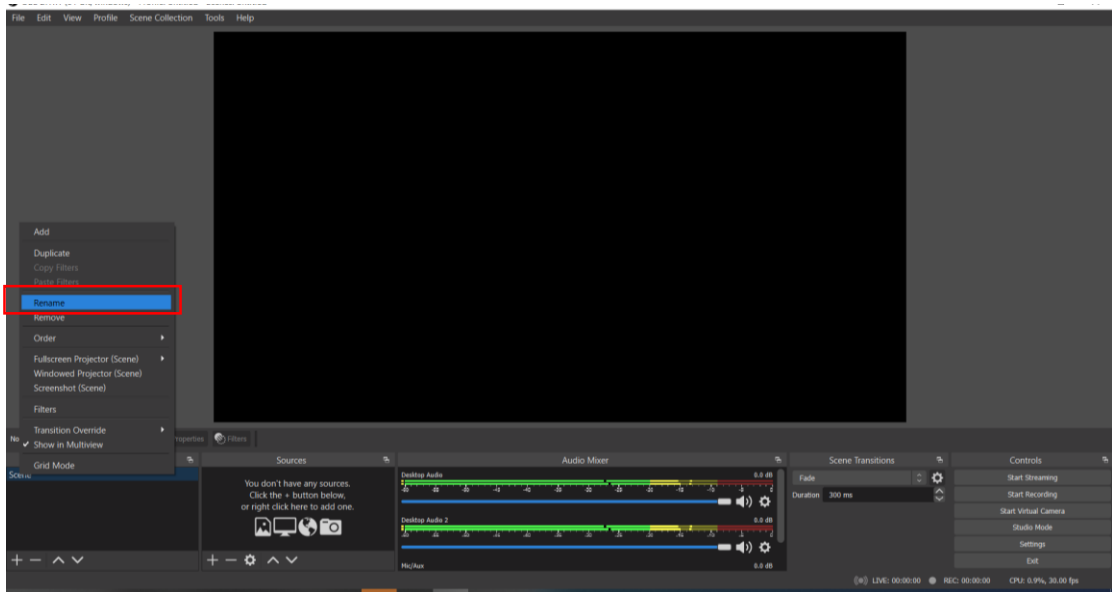 File Edit View Profile Scene Collection Tools Help
Add
Duplicate
Copy Filters
Paste Filters
Rename
Remove
Order
Fullscreen Projector (Scene)
Windowed Projector (Scene)
Screenshot (Scene)
Filters
Transition Override
Show in Multiview
Grid Mode
No
Properties Filters
Scene
Sources
You don't have any sources.
Click the + button below,
or right click here to add one.
Audio Mixer
Desktop Audio 0.0 dB
Desktop Audio 2 0.0 dB
Mic/Aux 0.0 dB
Scene Transitions
Fade
Duration 300 ms
Controls
Start Streaming
Start Recording
Start Virtual Camera
Studio Mode
Settings
Exit
LIVE: 00:00:00 REC: 00:00:00 CPU: 0.9%, 30.00 fps